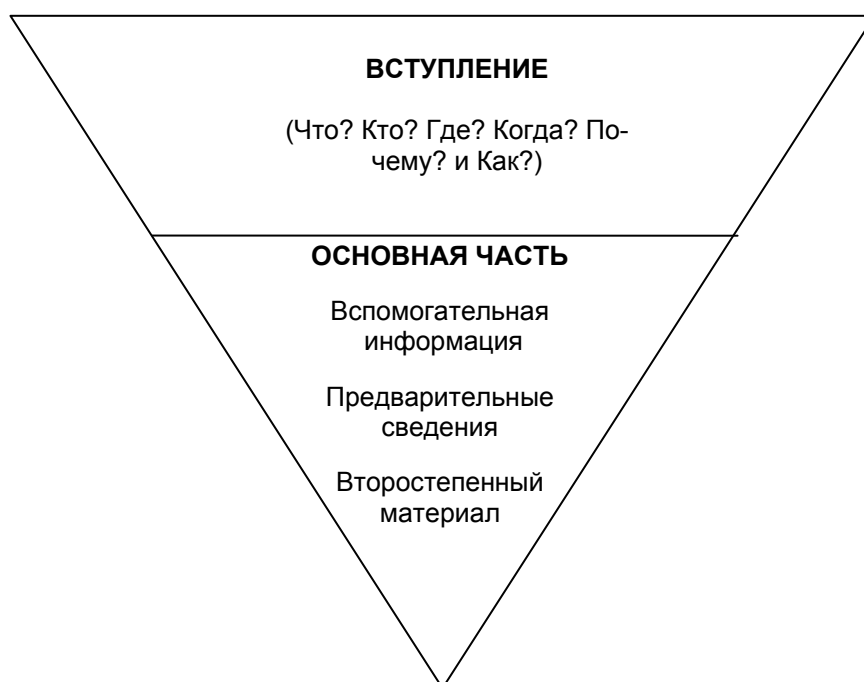 ВСТУПЛЕНИЕ
(Что? Кто? Где? Когда? По-
чему? и Как?)
ОСНОВНАЯ ЧАСТЬ
Вспомогательная
информация
Предварительные
сведения
Второстепенный
материал